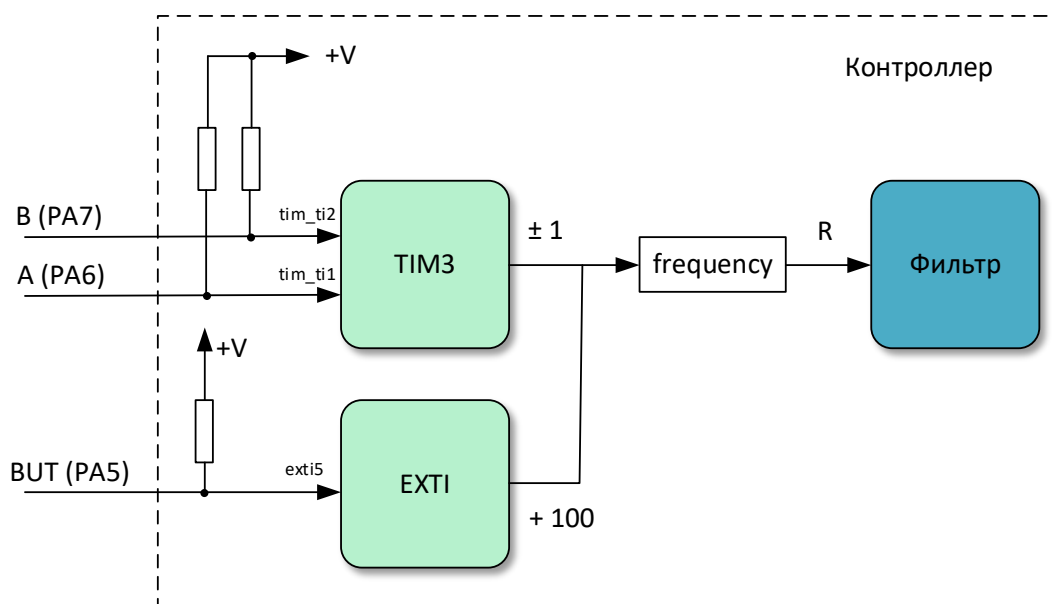 +V
Контроллер
B (PA7)
tim_ti2
± 1
TIM3
frequency
R
Фильтр
A (PA6)
tim_ti1
+V
BUT (PA5)
exti5
EXTI
+ 100